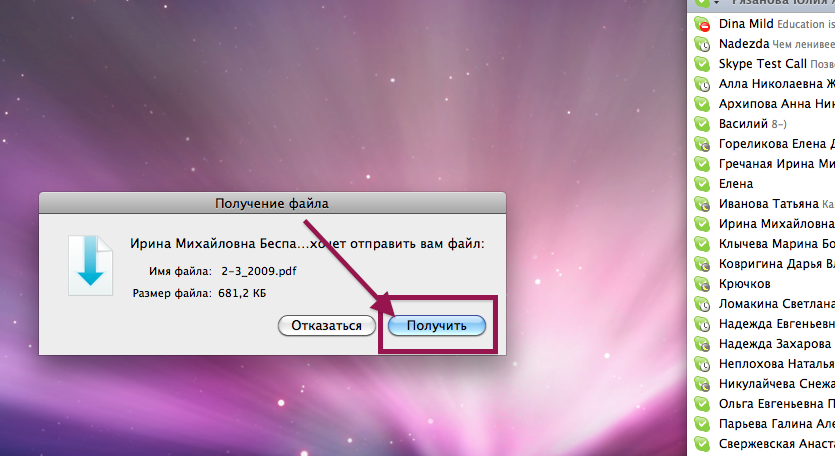 Получение файла
Ирина Михайловна Беспа...хочет отправить вам файл:
Имя файла: 2-3_2009.pdf
Размер файла: 681,2 КБ
Отказаться
Получить
Рязанова Юлия
Dina Mild Education is
Nadezda Чем ленивее
Skype Test Call Позво
Алла Николаевна Ж
Архипова Анна Ник
Василий 8-)
Гореликова Елена Д
Гречаная Ирина Ми
Елена
Иванова Татьяна Ка
Ирина Михайловна
Клычева Марина Бо
Ковригина Дарья Вл
Крючков
Ломакина Светлана
Надежда Евгеньевн
Надежда Захарова
Неплохова Наталья
Никулайчева Снежа
Ольга Евгеньевна П
Парьева Галина Але
Свержевская Анаста